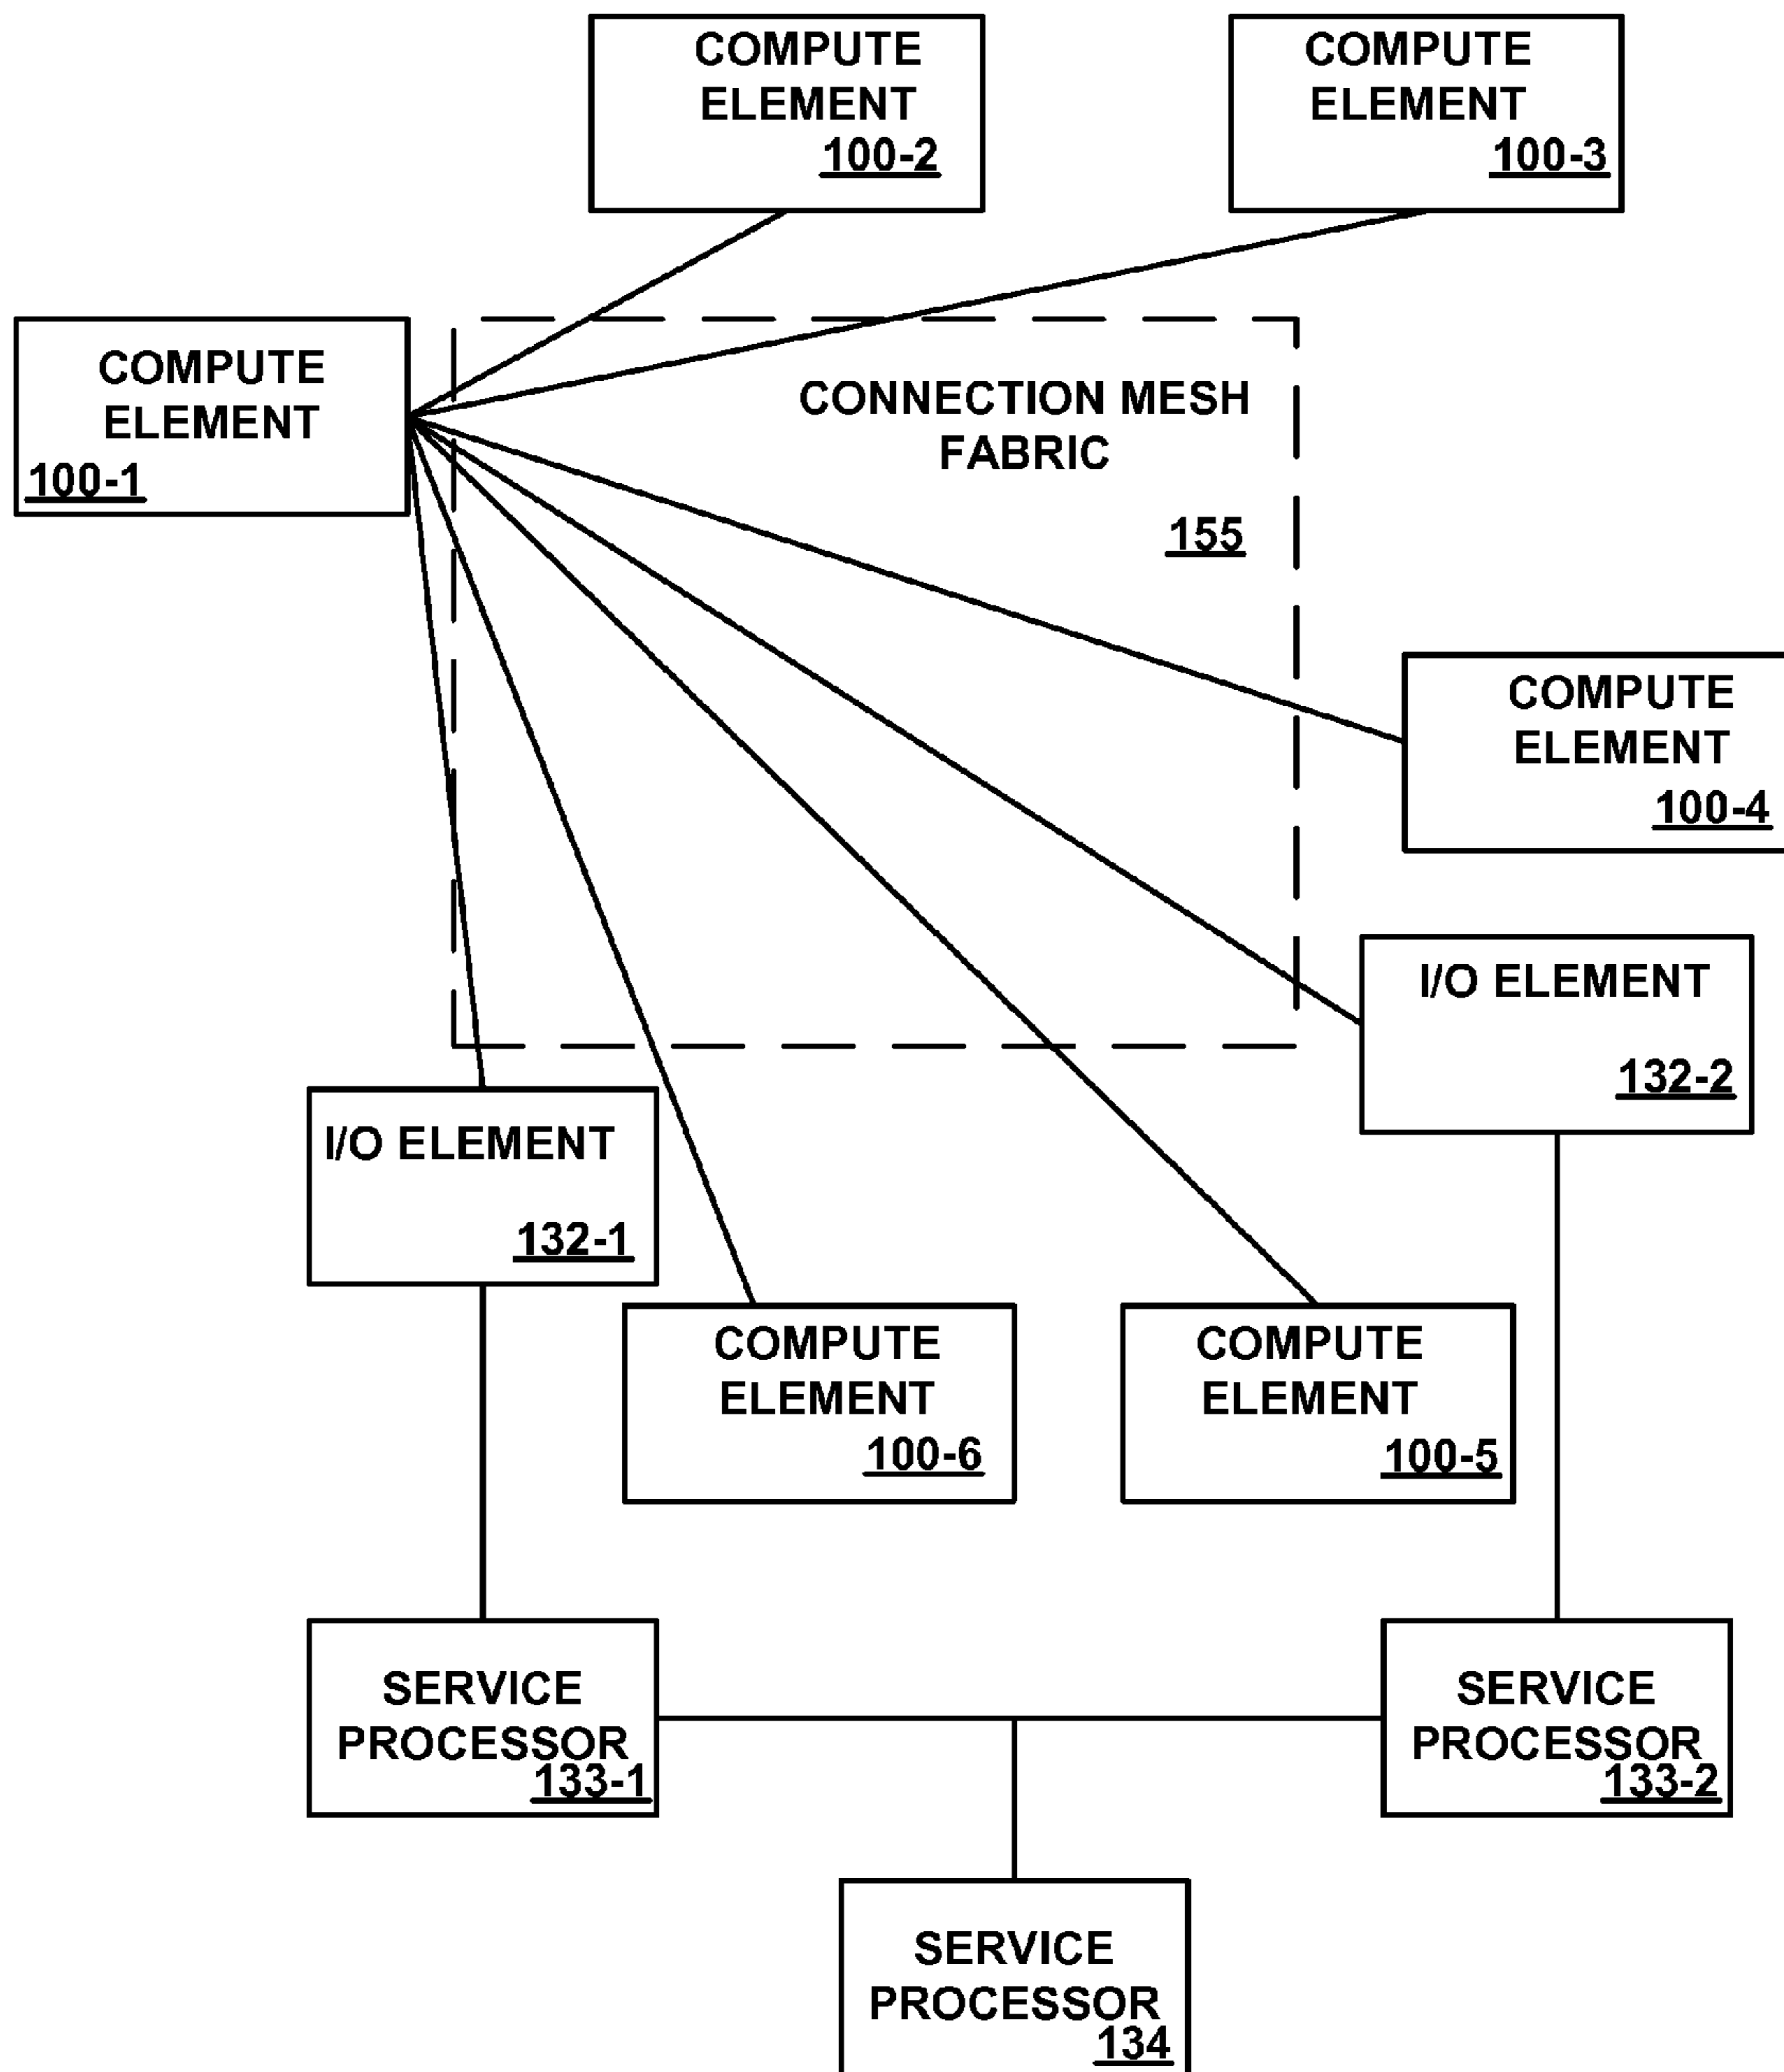 COMPUTE
ELEMENT
100-2
COMPUTE
ELEMENT
100-3
COMPUTE
ELEMENT
100-1
CONNECTION MESH
FABRIC
155
COMPUTE
ELEMENT
100-4
I/O ELEMENT
132-2
I/O ELEMENT
132-1
COMPUTE
ELEMENT
100-6
COMPUTE
ELEMENT
100-5
SERVICE
PROCESSOR
133-1
SERVICE
PROCESSOR
133-2
SERVICE
PROCESSOR
134